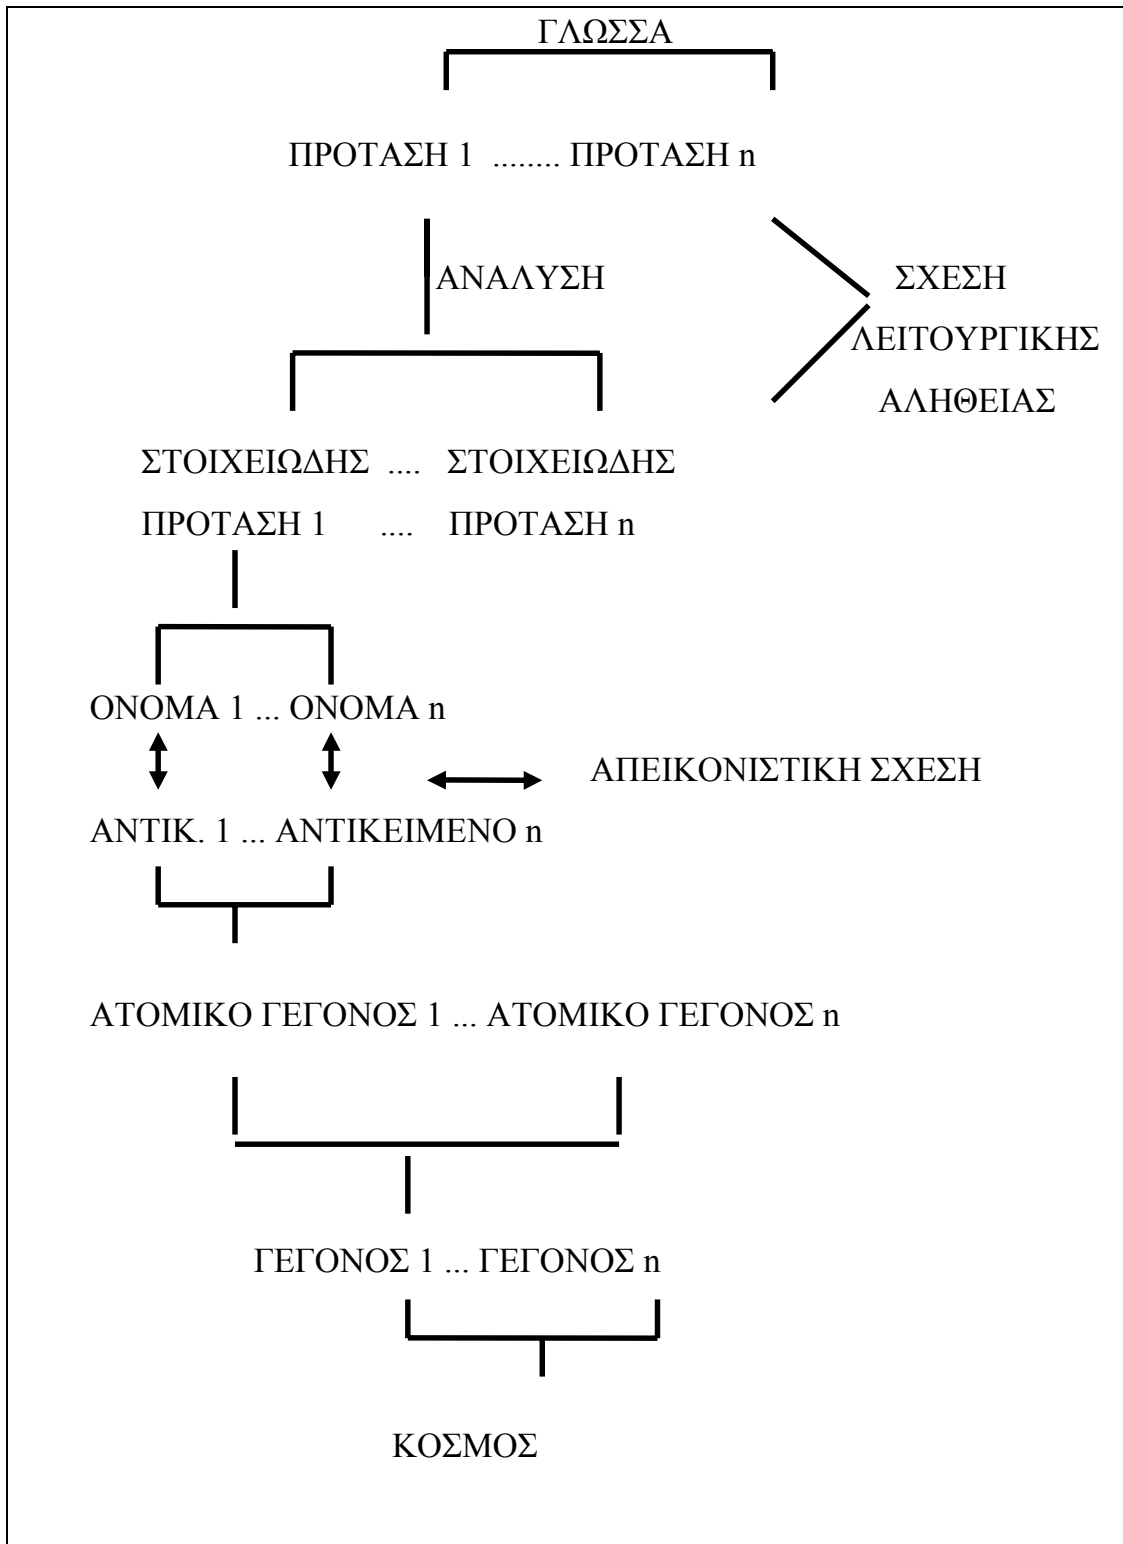 ΓΛΩΣΣΑ
ΠΡΟΤΑΣΗ 1 ........ ΠΡΟΤΑΣΗ n
ΑΝΑΛΥΣΗ
ΣΧΕΣΗ
ΛΕΙΤΟΥΡΓΙΚΗΣ
ΑΛΗΘΕΙΑΣ
ΣΤΟΙΧΕΙΩΔΗΣ .... ΣΤΟΙΧΕΙΩΔΗΣ
ΠΡΟΤΑΣΗ 1 .... ΠΡΟΤΑΣΗ n
ΟΝΟΜΑ 1 ... ΟΝΟΜΑ n
ΑΠΕΙΚΟΝΙΣΤΙΚΗ ΣΧΕΣΗ
ΑΝΤΙΚ. 1 ... ΑΝΤΙΚΕΙΜΕΝΟ n
ΑΤΟΜΙΚΟ ΓΕΓΟΝΟΣ 1 ... ΑΤΟΜΙΚΟ ΓΕΓΟΝΟΣ n
ΓΕΓΟΝΟΣ 1 ... ΓΕΓΟΝΟΣ n
ΚΟΣΜΟΣ